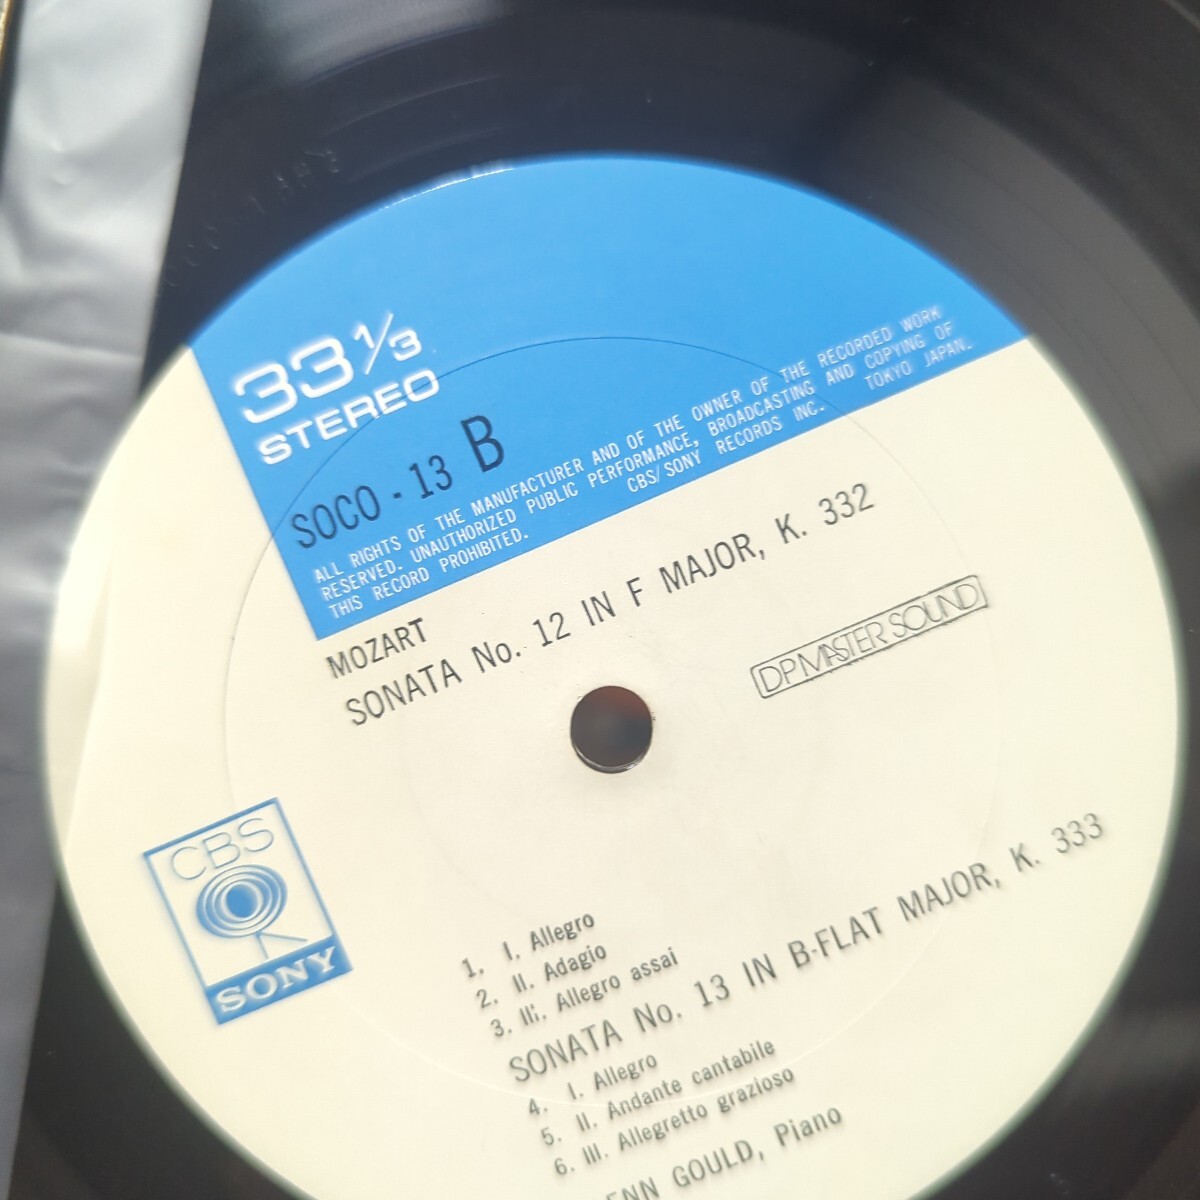 33 1/3
STEREO
SOCO - 13 B
ALL RIGHTS OF THE MANUFACTURER AND OF THE OWNER OF THE RECORDED WORK
RESERVED. UNAUTHORIZED PUBLIC PERFORMANCE, BROADCASTING AND COPYING OF
THIS RECORD PROHIBITED. CBS/SONY RECORDS INC. TOKYO JAPAN.
MOZART
SONATA No. 12 IN F MAJOR, K. 332
DP MASTER SOUND
CBS
SONY
1. I. Allegro
2. II. Adagio
3. III. Allegro assai
SONATA No. 13 IN B-FLAT MAJOR, K. 333
4. I. Allegro
5. II. Andante cantabile
6. III. Allegretto grazioso
ENN GOULD, Piano